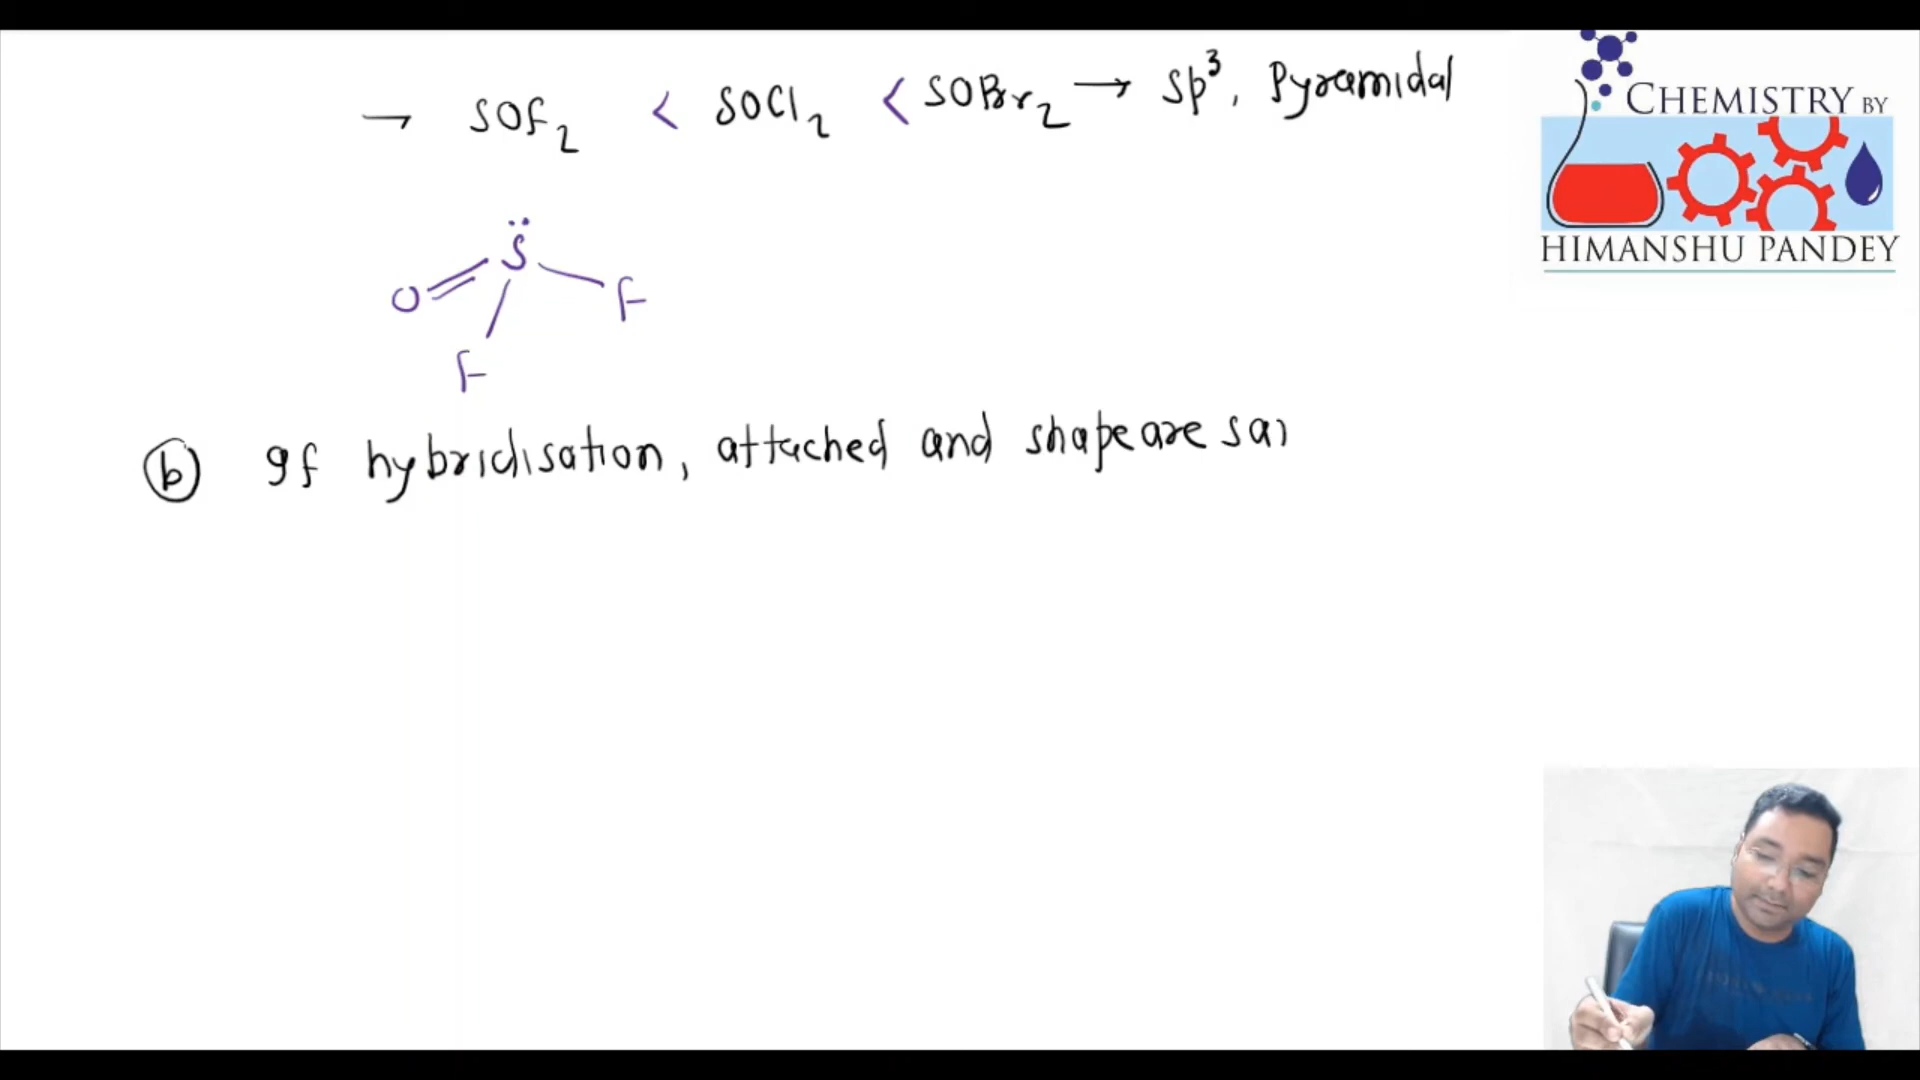 → SOF₂ < SOCl₂ < SOBr₂ → Sp³, Pyramidal
CHEMISTRY BY
HIMANSHU PANDEY
S
O F
F
(b) If hybridisation, attached and shape are sa